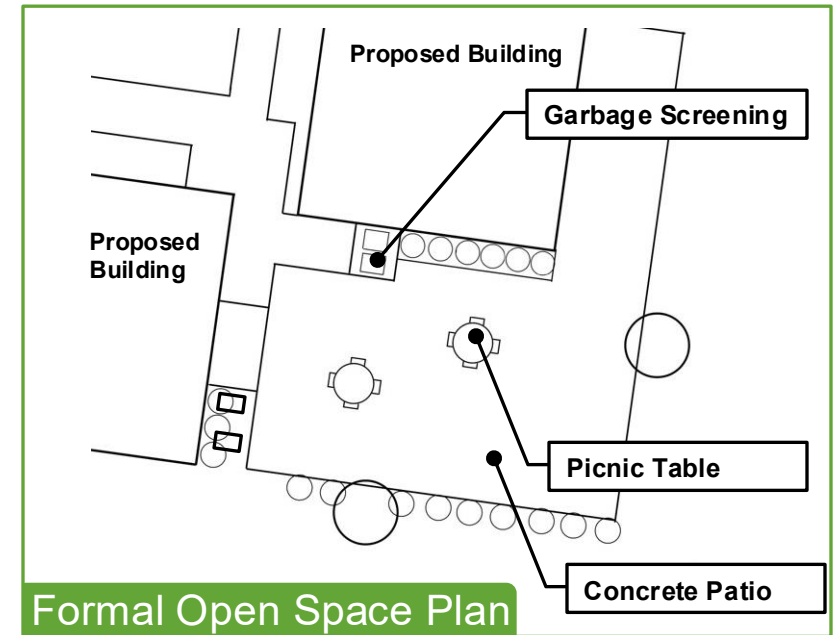 Proposed Building
Garbage Screening
Proposed
Building
Picnic Table
Concrete Patio
Formal Open Space Plan